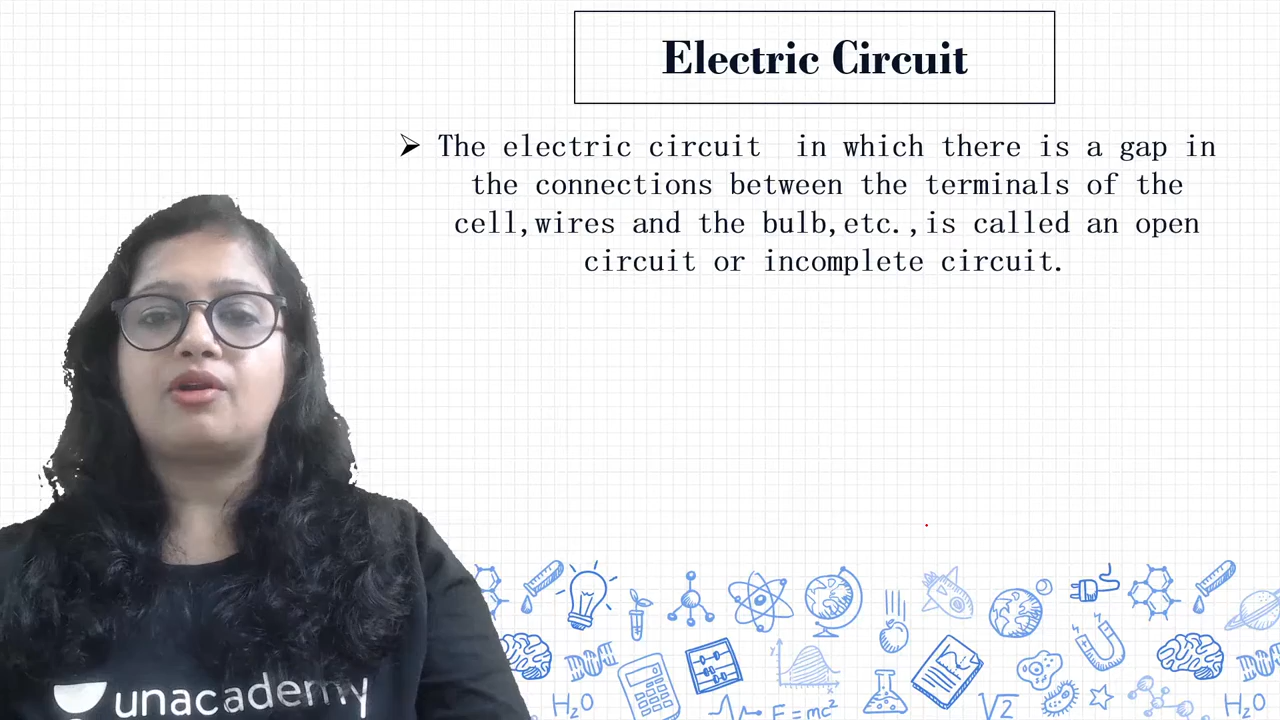 Electric Circuit
➢ The electric circuit in which there is a gap in
the connections between the terminals of the
cell,wires and the bulb,etc.,is called an open
circuit or incomplete circuit.
unacademy
H₂O
F=mc²
√2
H₂O